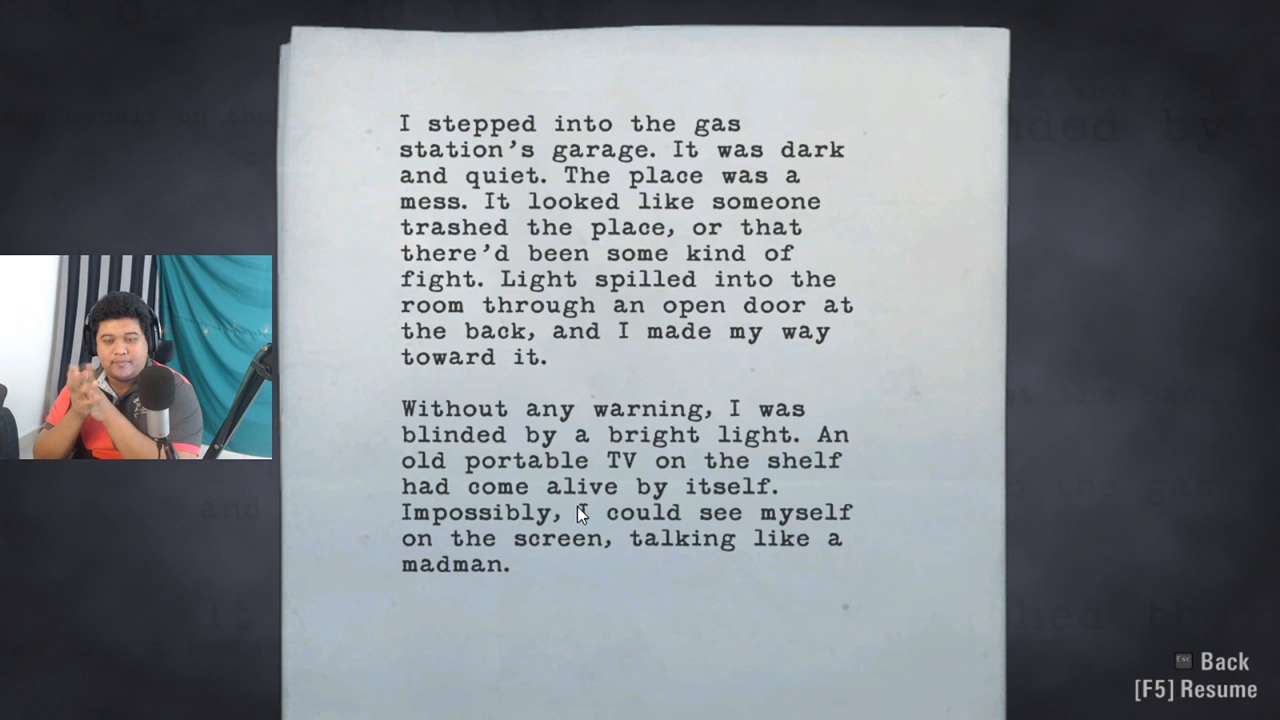 I stepped into the gas
station's garage. It was dark
and quiet. The place was a
mess. It looked like someone
trashed the place, or that
there'd been some kind of
fight. Light spilled into the
room through an open door at
the back, and I made my way
toward it.
Without any warning, I was
blinded by a bright light. An
old portable TV on the shelf
had come alive by itself.
Impossibly, I could see myself
on the screen, talking like a
madman.
Esc Back
[F5] Resume